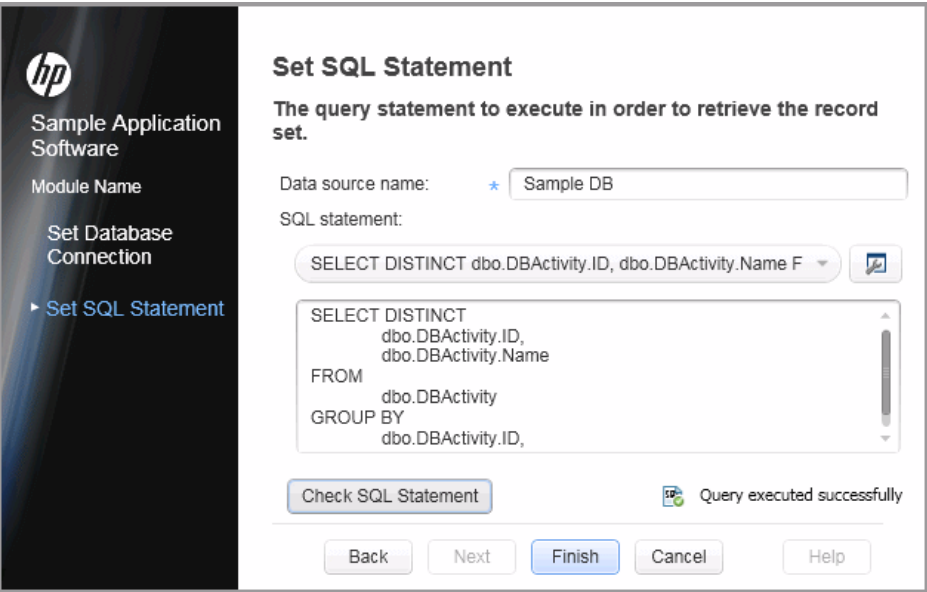 hp
Sample Application
Software
Module Name
Set Database
Connection
Set SQL Statement
Set SQL Statement
The query statement to execute in order to retrieve the record
set.
Data source name: * Sample DB
SQL statement:
SELECT DISTINCT dbo.DBActivity.ID, dbo.DBActivity.Name F
SELECT DISTINCT
dbo.DBActivity.ID,
dbo.DBActivity.Name
FROM
dbo.DBActivity
GROUP BY
dbo.DBActivity.ID,
Check SQL Statement Query executed successfully
Back Next Finish Cancel Help